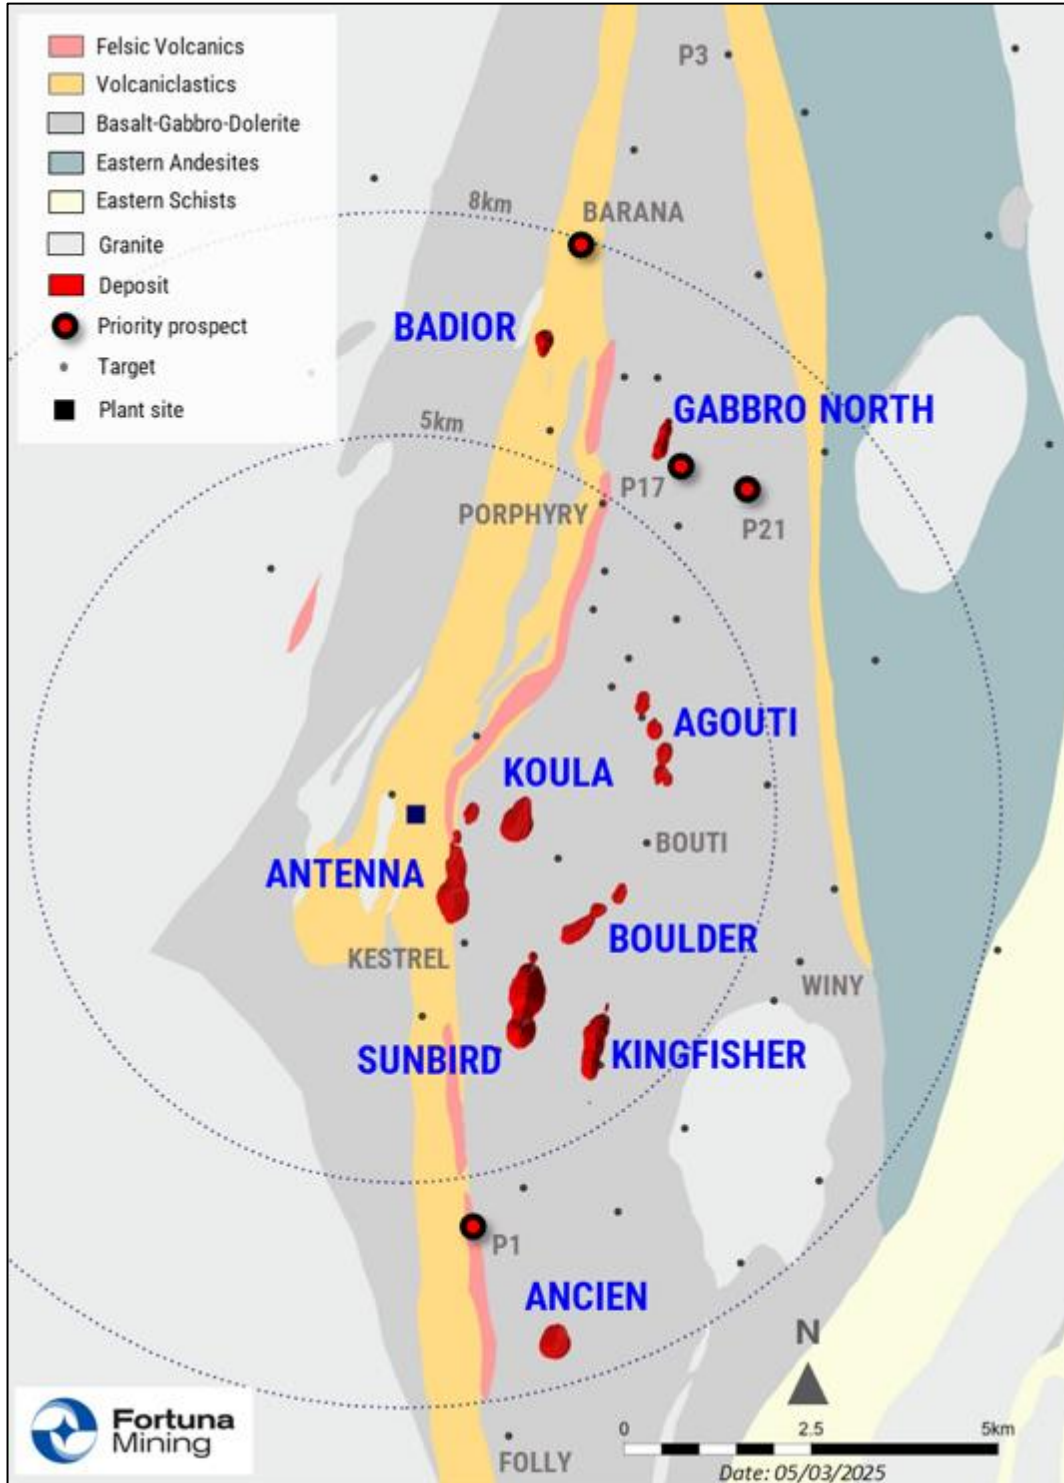 Felsic Volcanics
Volcaniclastics
Basalt-Gabbro-Dolerite
Eastern Andesites
Eastern Schists
Granite
Deposit
Priority prospect
Target
Plant site
P3
8km
BARANA
BADIOR
5km
GABBRO NORTH
P17
PORPHYRY
P21
AGOUTI
KOULA
BOUTI
ANTENNA
BOULDER
KESTREL
WINY
SUNBIRD
KINGFISHER
P1
ANCIEN
N
Fortuna
Mining
0 2.5 5km
FOLLY
Date: 05/03/2025